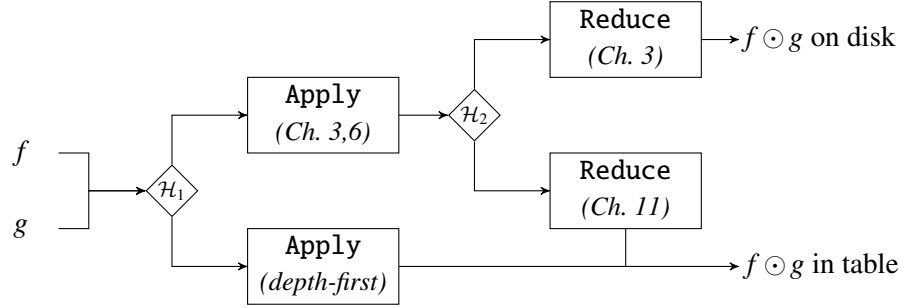 Reduce
(Ch. 3)
f ⊙ g on disk
Apply
(Ch. 3,6)
H₂
f
H₁
g
Reduce
(Ch. 11)
Apply
(depth-first)
f ⊙ g in table